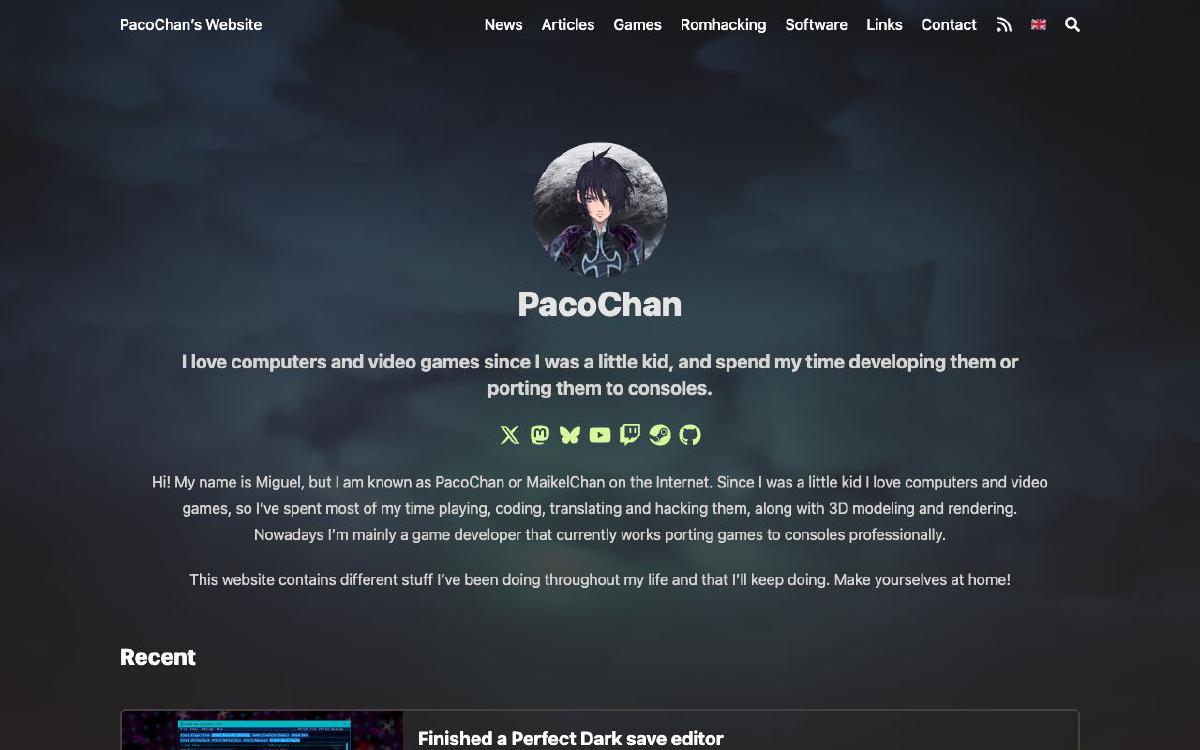 PacoChan's Website
News Articles Games Romhacking Software Links Contact
PacoChan
I love computers and video games since I was a little kid, and spend my time developing them or
porting them to consoles.
Hi! My name is Miguel, but I am known as PacoChan or MaikelChan on the Internet. Since I was a little kid I love computers and video
games, so I've spent most of my time playing, coding, translating and hacking them, along with 3D modeling and rendering.
Nowadays I'm mainly a game developer that currently works porting games to consoles professionally.
This website contains different stuff I've been doing throughout my life and that I'll keep doing. Make yourselves at home!
Recent
Finished a Perfect Dark save editor